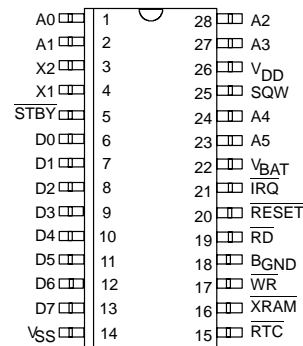 A0 1 28 A2
A1 2 27 A3
X2 3 26 VDD
X1 4 25 SQW
STBY 5 24 A4
D0 6 23 A5
D1 7 22 VBAT
D2 8 21 IRQ
D3 9 20 RESET
D4 10 19 RD
D5 11 18 BGND
D6 12 17 WR
D7 13 16 XRAM
VSS 14 15 RTC